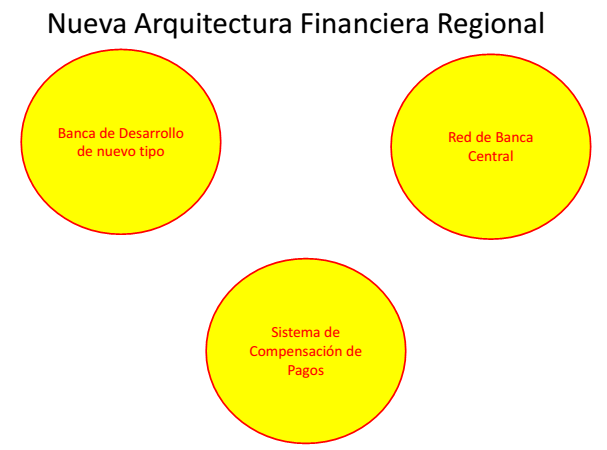 Nueva Arquitectura Financiera Regional
Banca de Desarrollo
de nuevo tipo
Red de Banca
Central
Sistema de
Compensación de
Pagos